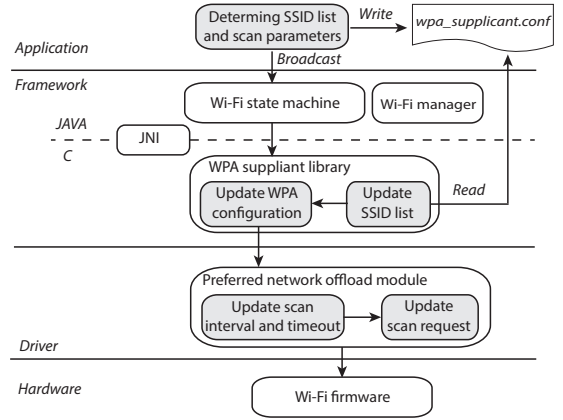 Determing SSID list
and scan parameters
Write
wpa_supplicant.conf
Application
Broadcast
Framework
Wi-Fi state machine
Wi-Fi manager
JAVA
JNI
C
WPA suppliant library
Update WPA
configuration
Update
SSID list
Read
Preferred network offload module
Update scan
interval and timeout
Update
scan request
Driver
Hardware
Wi-Fi firmware